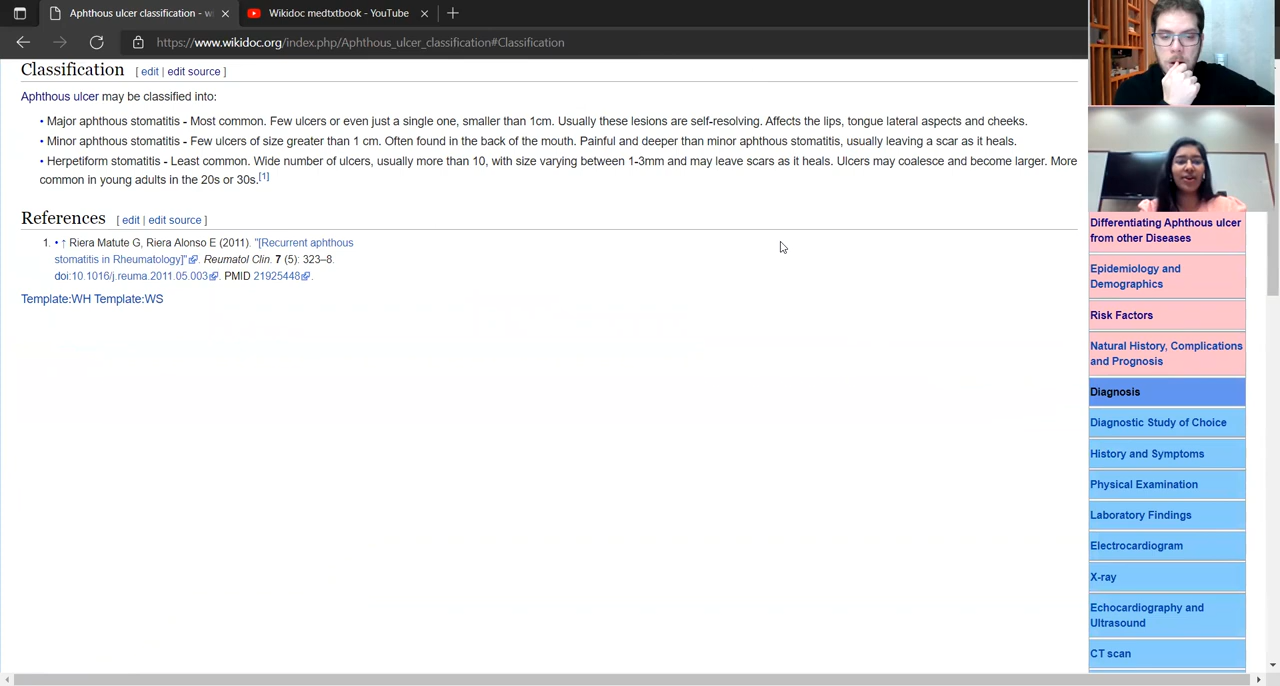 Aphthous ulcer classification - w
Wikidoc medtxtbook - YouTube
https://www.wikidoc.org/index.php/Aphthous_ulcer_classification#Classification
Classification [ edit | edit source ]
Aphthous ulcer may be classified into:
• Major aphthous stomatitis - Most common. Few ulcers or even just a single one, smaller than 1cm. Usually these lesions are self-resolving. Affects the lips, tongue lateral aspects and cheeks.
• Minor aphthous stomatitis - Few ulcers of size greater than 1 cm. Often found in the back of the mouth. Painful and deeper than minor aphthous stomatitis, usually leaving a scar as it heals.
• Herpetiform stomatitis - Least common. Wide number of ulcers, usually more than 10, with size varying between 1-3mm and may leave scars as it heals. Ulcers may coalesce and become larger. More
common in young adults in the 20s or 30s.[1]
References [ edit | edit source ]
1. • ↑ Riera Matute G, Riera Alonso E (2011). "[Recurrent aphthous
stomatitis in Rheumatology]". Reumatol Clin. 7 (5): 323–8.
doi:10.1016/j.reuma.2011.05.003. PMID 21925448.
Template:WH Template:WS
Differentiating Aphthous ulcer
from other Diseases
Epidemiology and
Demographics
Risk Factors
Natural History, Complications
and Prognosis
Diagnosis
Diagnostic Study of Choice
History and Symptoms
Physical Examination
Laboratory Findings
Electrocardiogram
X-ray
Echocardiography and
Ultrasound
CT scan